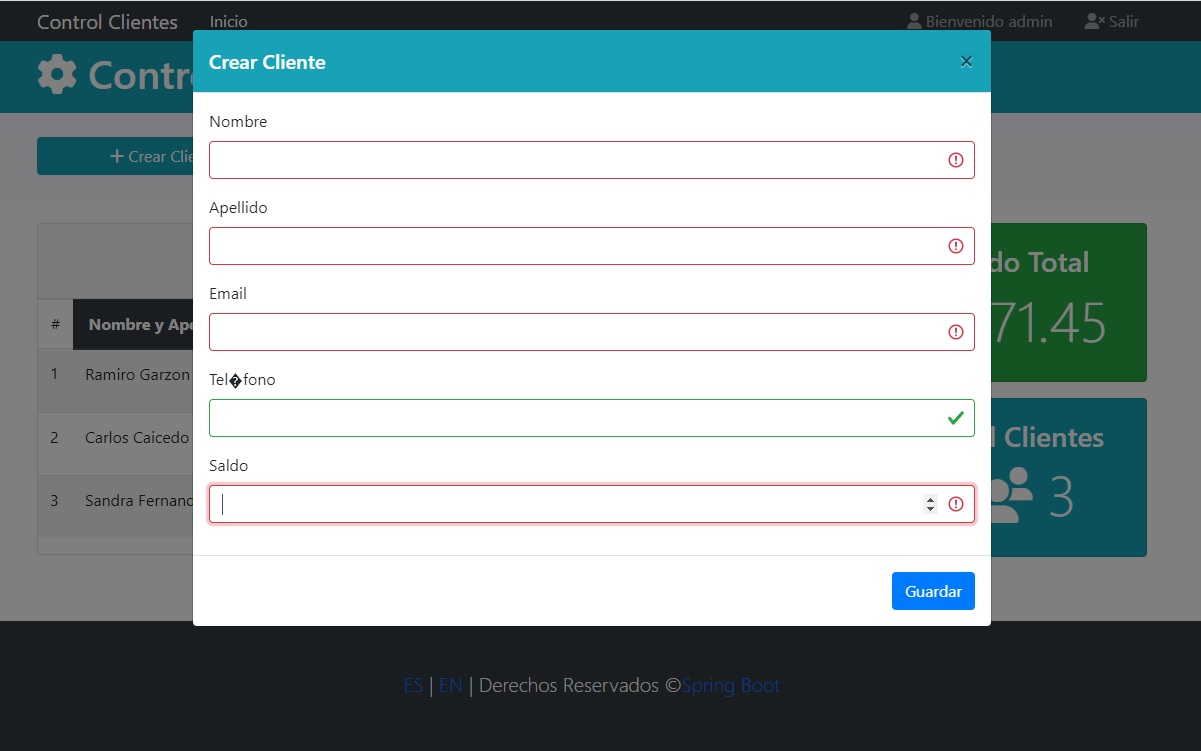 Control Clientes
Inicio
Bienvenido admin
Salir
Crear Cliente
×
Nombre
Apellido
Email
Tel�fono
Saldo
Guardar
Contr
+ Crear Clie
#
Nombre y Ape
1
Ramiro Garzon
2
Carlos Caicedo
3
Sandra Fernand
do Total
71.45
l Clientes
3
ES | EN | Derechos Reservados ©Spring Boot